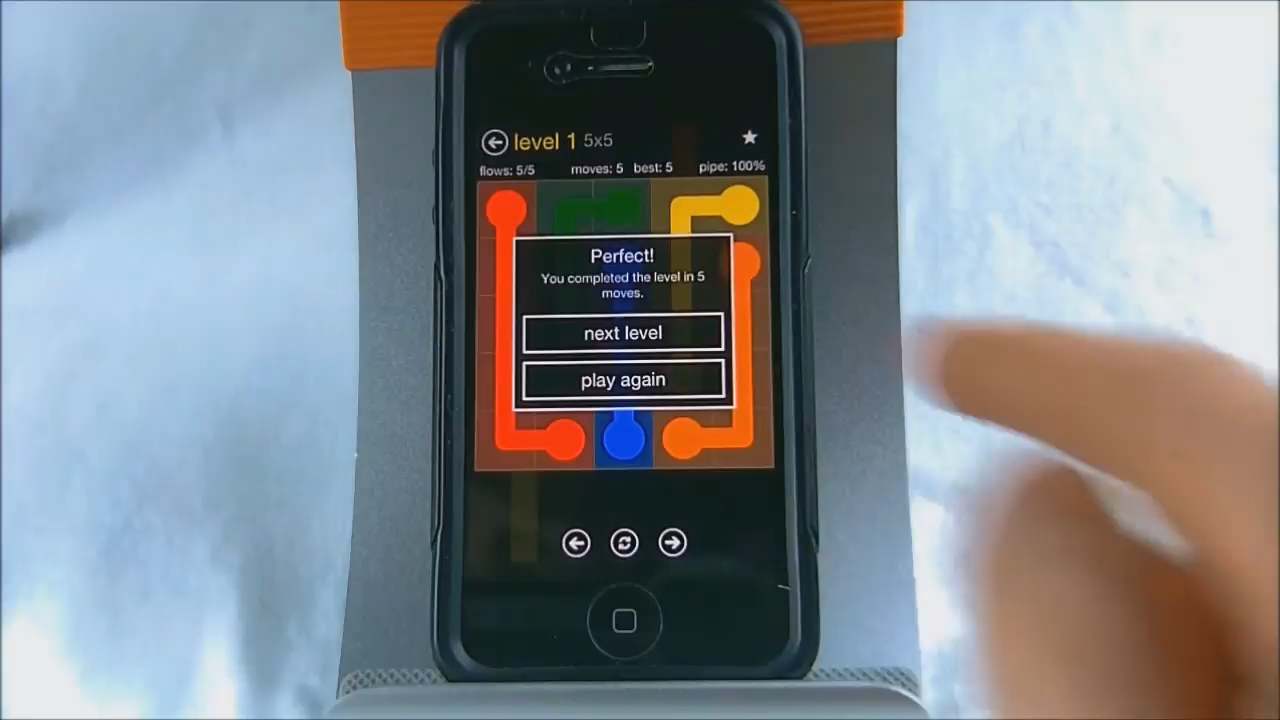 level 1 5x5
flows: 5/5 moves: 5 best: 5 pipe: 100%
Perfect!
You completed the level in 5
moves.
next level
play again